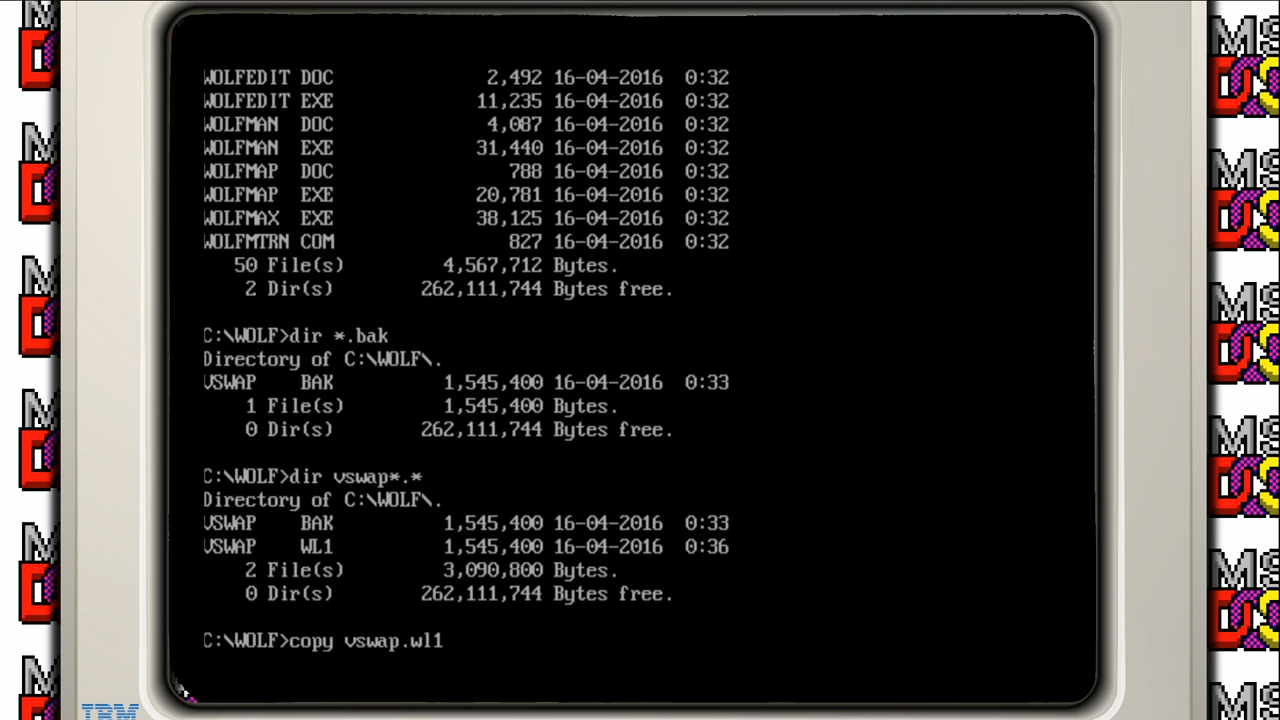 WOLFEDIT DOC 2,492 16-04-2016 0:32
WOLFEDIT EXE 11,235 16-04-2016 0:32
WOLFMAN DOC 4,087 16-04-2016 0:32
WOLFMAN EXE 31,440 16-04-2016 0:32
WOLFMAP DOC 788 16-04-2016 0:32
WOLFMAP EXE 20,781 16-04-2016 0:32
WOLFMAX EXE 38,125 16-04-2016 0:32
WOLFMTRN COM 827 16-04-2016 0:32
50 File(s) 4,567,712 Bytes.
2 Dir(s) 262,111,744 Bytes free.
C:\WOLF>dir *.bak
Directory of C:\WOLF\.
VSWAP BAK 1,545,400 16-04-2016 0:33
1 File(s) 1,545,400 Bytes.
0 Dir(s) 262,111,744 Bytes free.
C:\WOLF>dir vswap*.*
Directory of C:\WOLF\.
VSWAP BAK 1,545,400 16-04-2016 0:33
VSWAP WL1 1,545,400 16-04-2016 0:36
2 File(s) 3,090,800 Bytes.
0 Dir(s) 262,111,744 Bytes free.
C:\WOLF>copy vswap.wl1